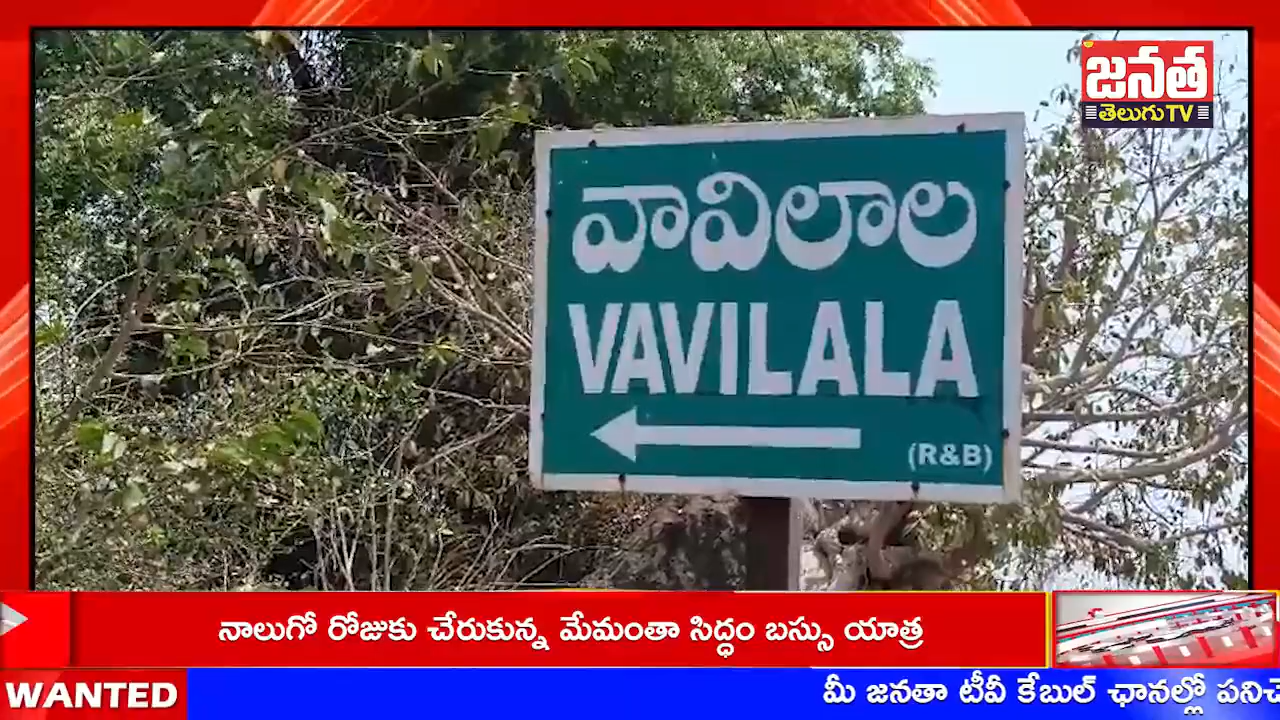 జనత
తెలుగు TV
వావిలాల
VAVILALA
(R&B)
నాలుగో రోజుకు చేరుకున్న మేమంతా సిద్ధం బస్సు యాత్ర
WANTED
మీ జనతా టీవీ కేబుల్ ఛానల్లో